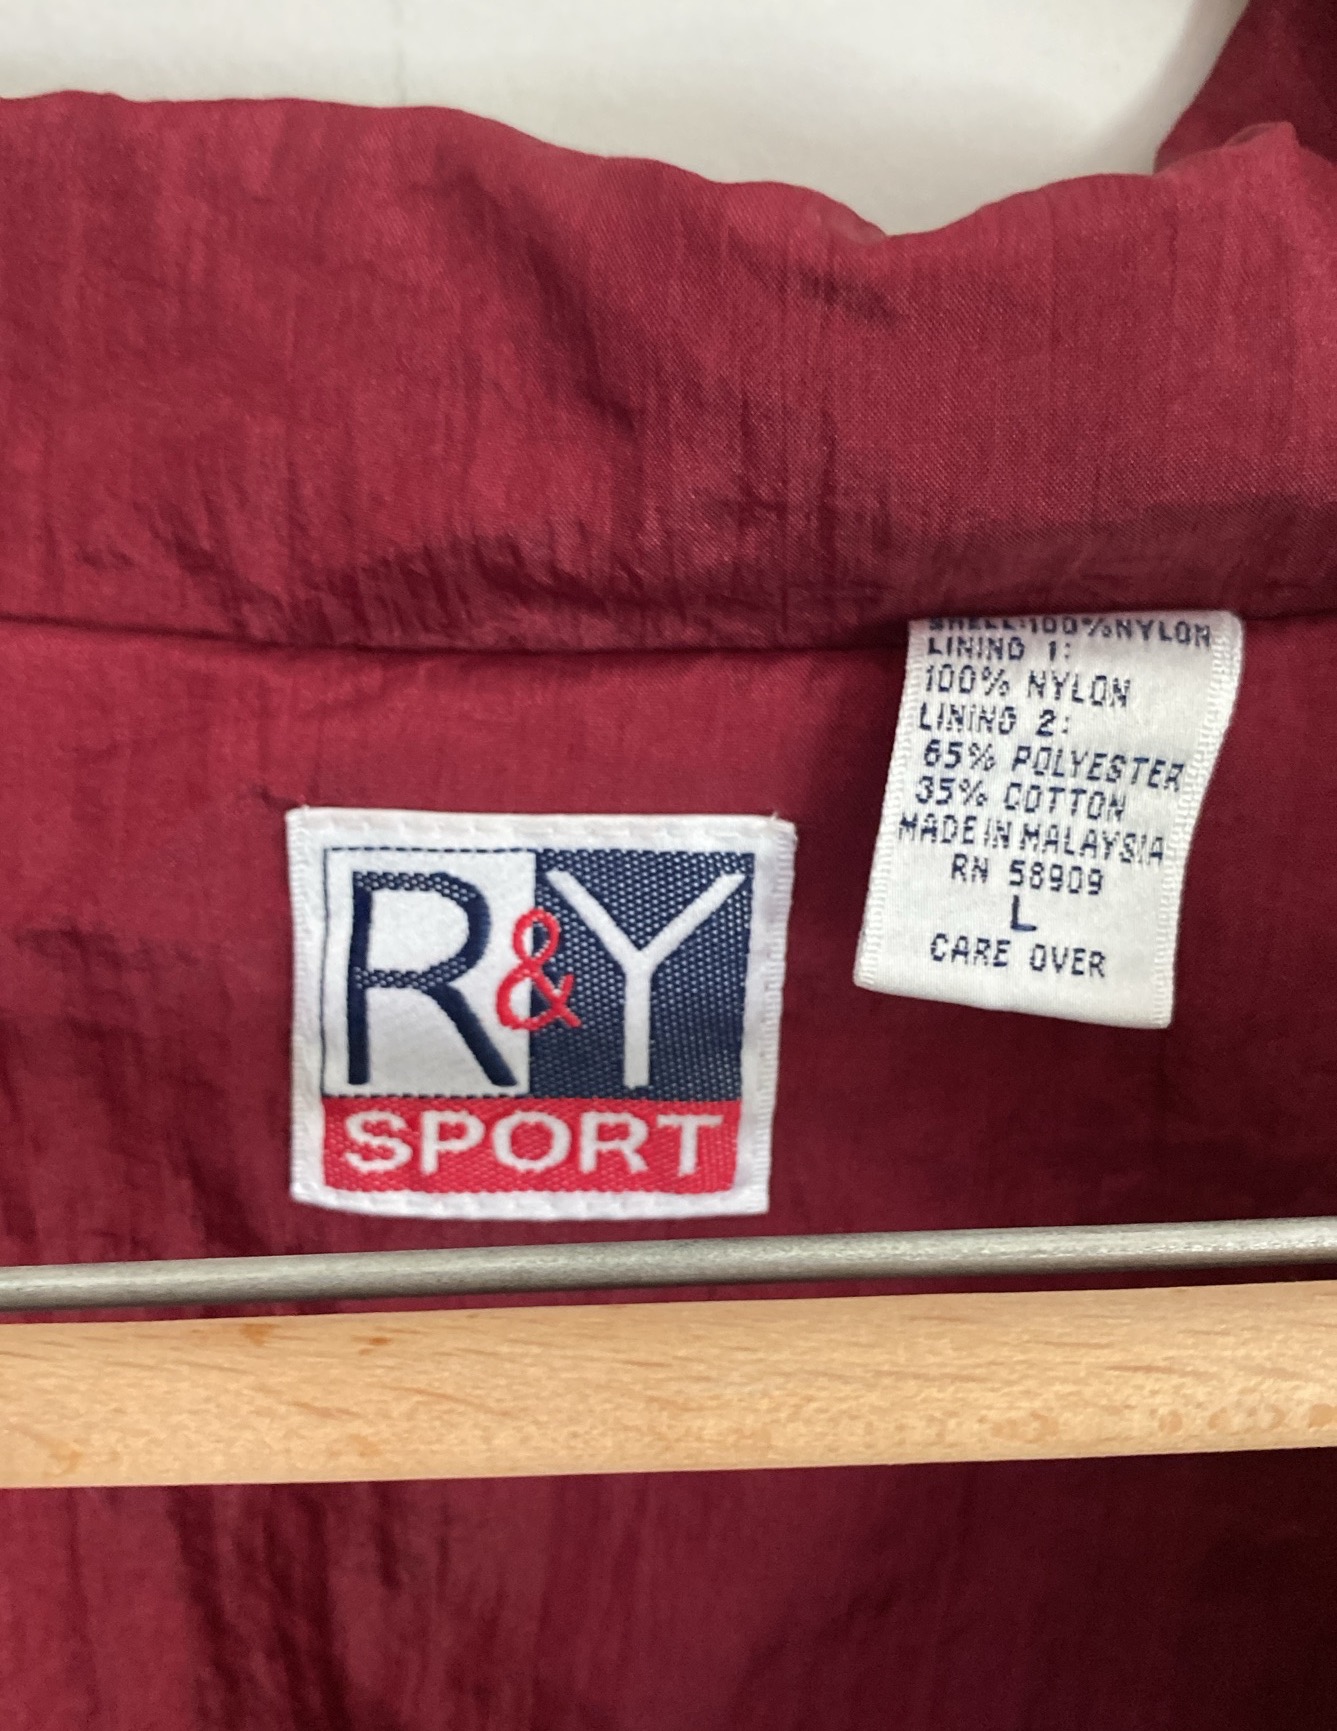 R&Y
SPORT
SHELL:100%NYLON
LINING 1:
100% NYLON
LINING 2:
65% POLYESTER
35% COTTON
MADE IN MALAYSIA
RN 58909
L
CARE OVER